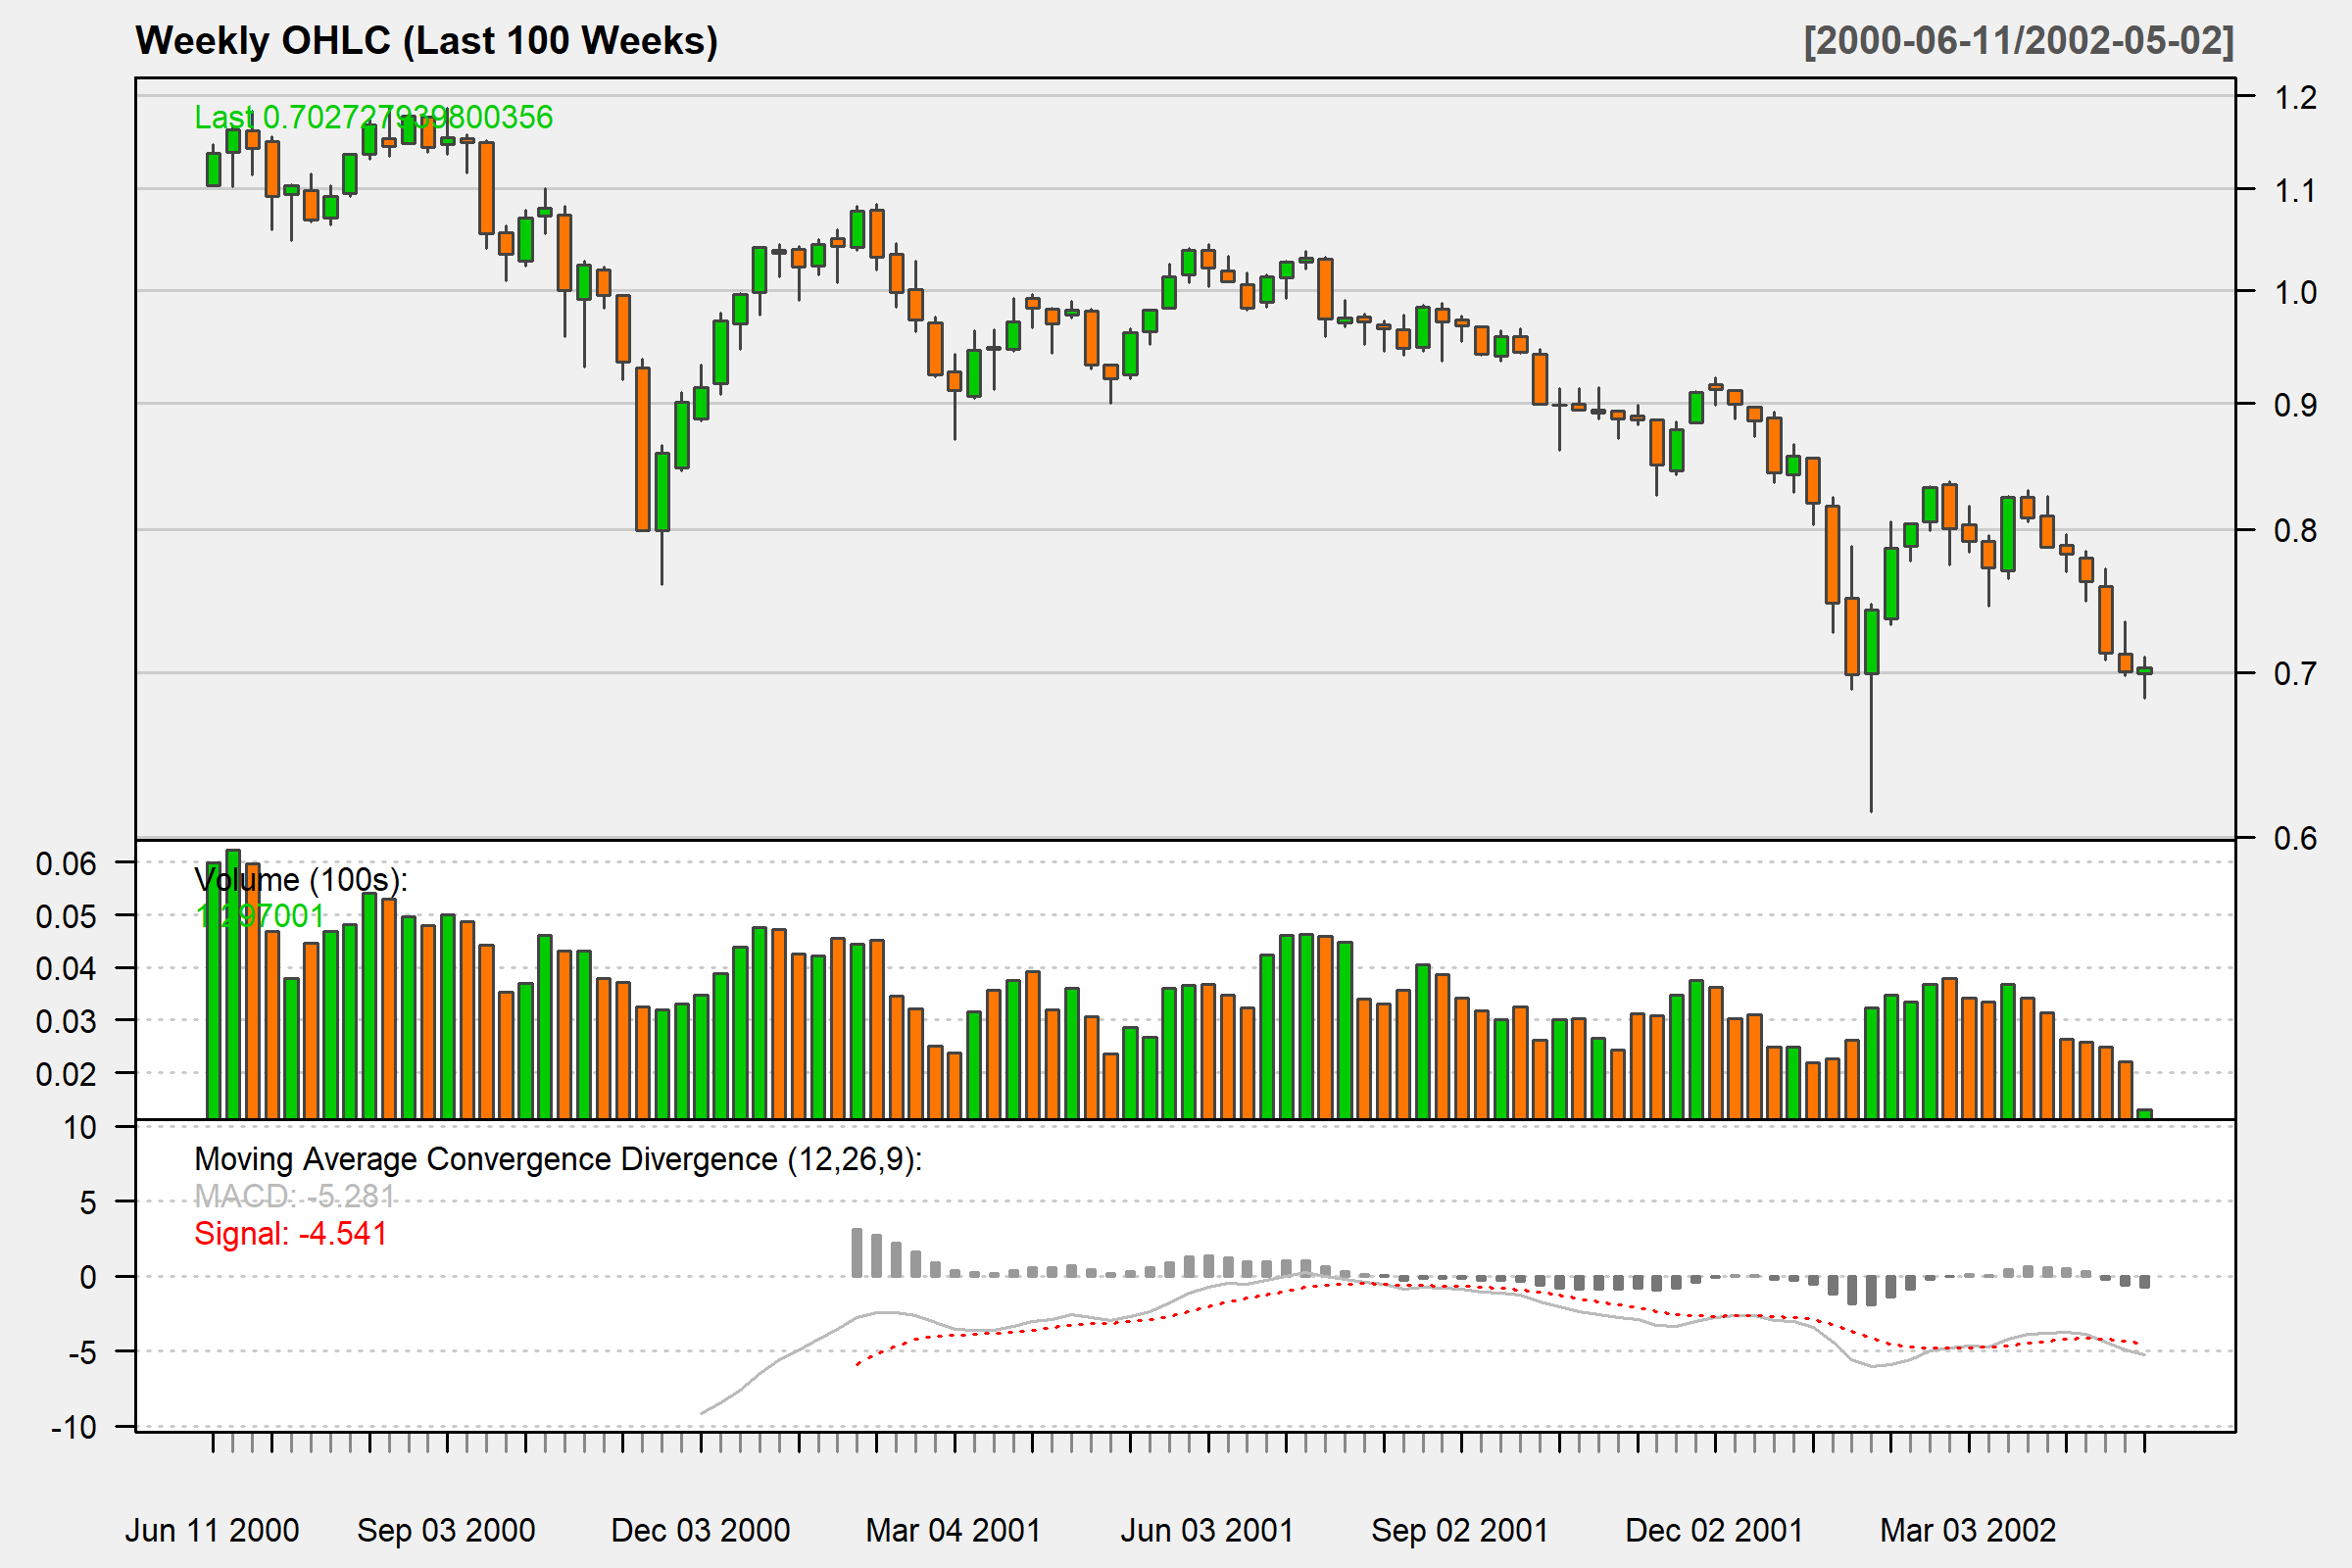 Weekly OHLC (Last 100 Weeks) [2000-06-11/2002-05-02]
Last 0.702727939800356
1.2
1.1
1.0
0.9
0.8
0.7
0.6
Volume (100s):
1.297001
0.06
0.05
0.04
0.03
0.02
Moving Average Convergence Divergence (12,26,9):
MACD: -5.281
Signal: -4.541
10
5
0
-5
-10
Jun 11 2000 Sep 03 2000 Dec 03 2000 Mar 04 2001 Jun 03 2001 Sep 02 2001 Dec 02 2001 Mar 03 2002